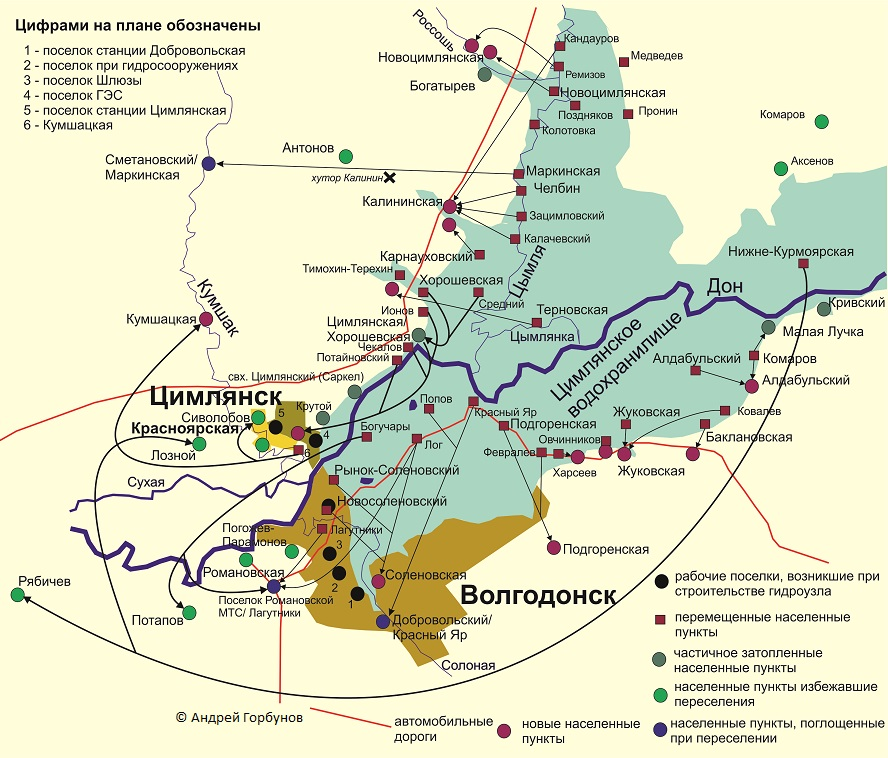 Цифрами на плане обозначены
1 - поселок станции Добровольская
2 - поселок при гидросооружениях
3 - поселок Шлюзы
4 - поселок ГЭС
5 - поселок станции Цимлянская
6 - Кумшацкая
Россошь
Кандауров
Новоцимлянская
Медведев
Ремизов
Богатырев
Новоцимлянская
Поздняков
Пронин
Комаров
Колотовка
Антонов
Сметановский/
Маркинская
Аксенов
хутор Калинин
Маркинская
Челбин
Калининская
Зацимловский
Калачевский
Карнауховский
Нижне-Курмоярская
Цымля
Тимохин-Терехин
Хорошевская
Дон
Кумшак
Средний
Кривский
Ионов
Терновская
Кумшацкая
Цимлянская/
Хорошевская
Цымлянка
Малая Лучка
Цимлянское
водохранилище
Чекалов
Потайновский
Алдабульский
Комаров
свх. Цимлянский (Саркел)
Алдабульский
Цимлянск
Попов
Крутой
Красный Яр
Сиволобов
5
Жуковская
Ковалев
Красноярская
Богучары
Подгоренская
4
Овчинников
Баклановская
Лог
Лозной
6
Февралев
Харсеев
Жуковская
Рынок-Соленовский
Сухая
Новосоленовский
Погожев-
Парамонов
Лагутники
Подгоренская
3
Романовская
Соленовская
2
Рябичев
Волгодонск
рабочие поселки, возникшие при
строительстве гидроузла
Поселок Романовской
МТС/ Лагутники
1
Потапов
Добровольский/
Красный Яр
перемещенные населенные
пункты
Солоная
частичное затопленные
населенные пункты
населенные пункты избежавшие
переселения
© Андрей Горбунов
автомобильные
дороги
новые населенные
пункты
населенные пункты, поглощенные
при переселении